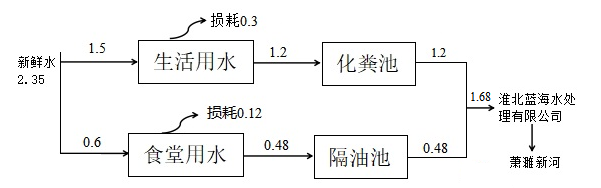 损耗0.3
新鲜水
2.35
1.5
生活用水
1.2
化粪池
1.2
1.68
淮北蓝海水处
理有限公司
萧濉新河
0.6
损耗0.12
食堂用水
0.48
隔油池
0.48